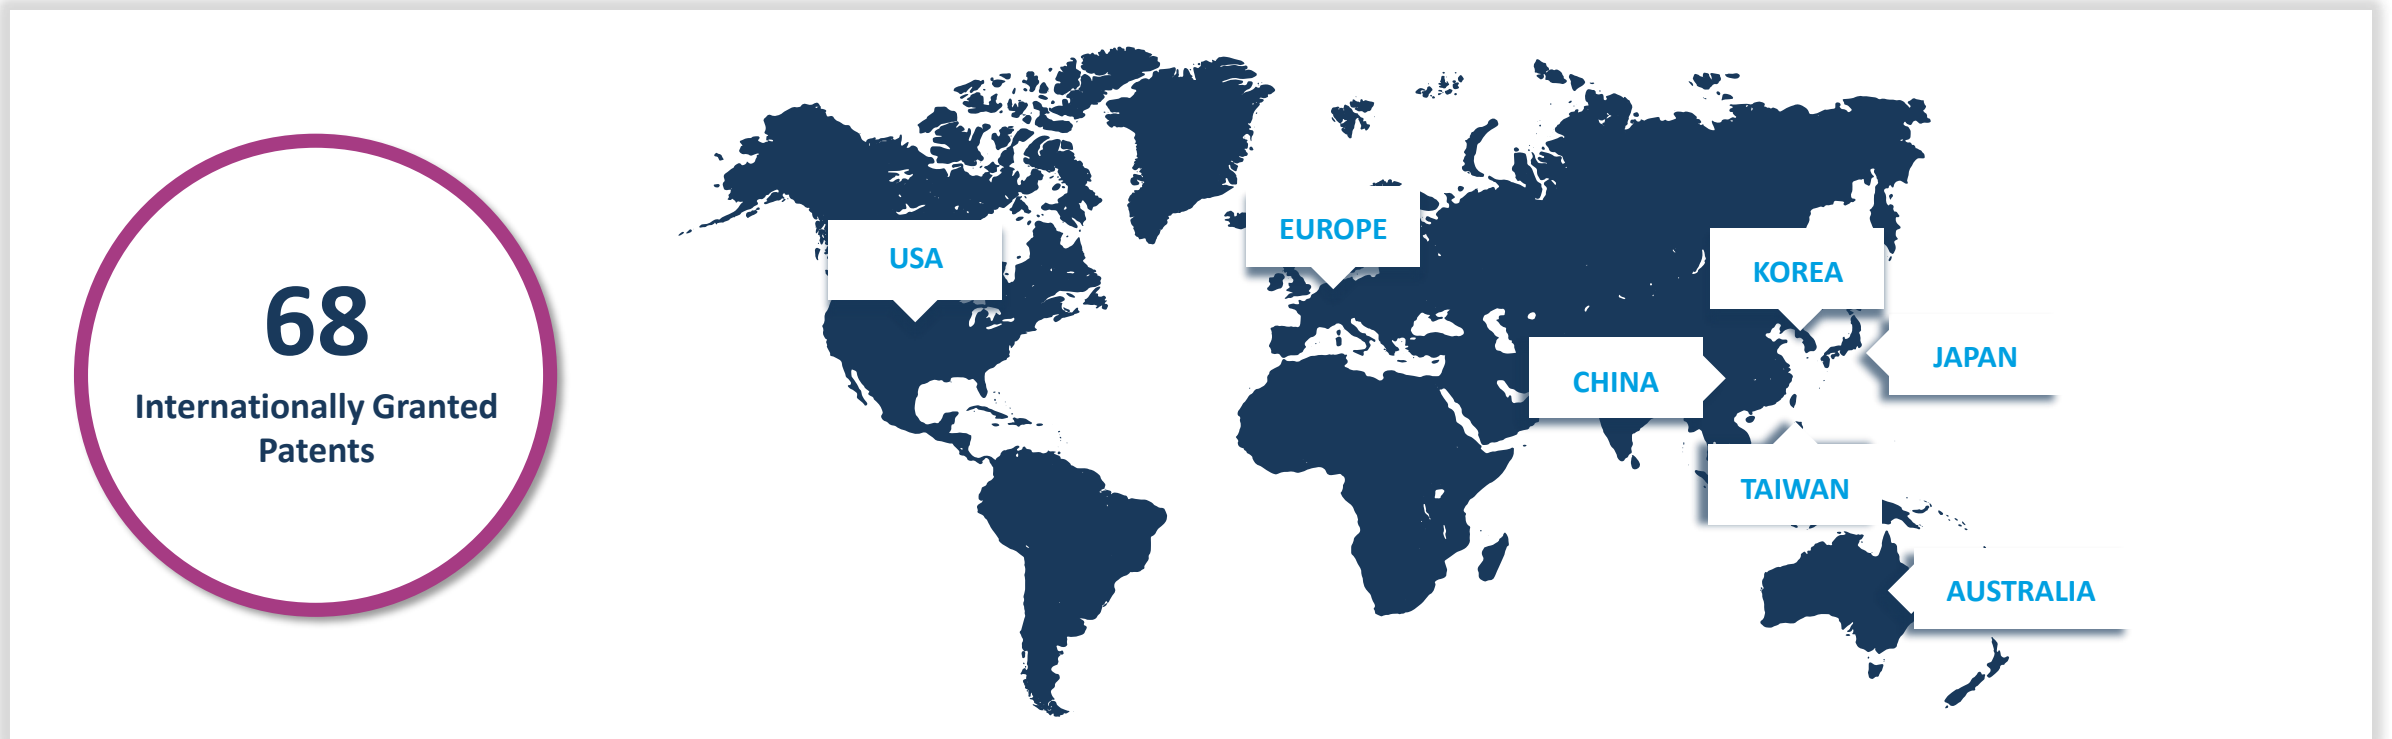 68
Internationally Granted
Patents
USA
EUROPE
KOREA
JAPAN
CHINA
TAIWAN
AUSTRALIA